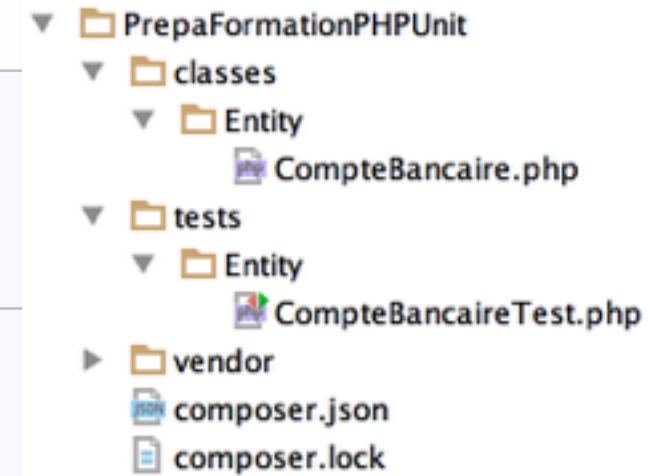 PrepaFormationPHPUnit
classes
Entity
CompteBancaire.php
tests
Entity
CompteBancaireTest.php
vendor
composer.json
composer.lock